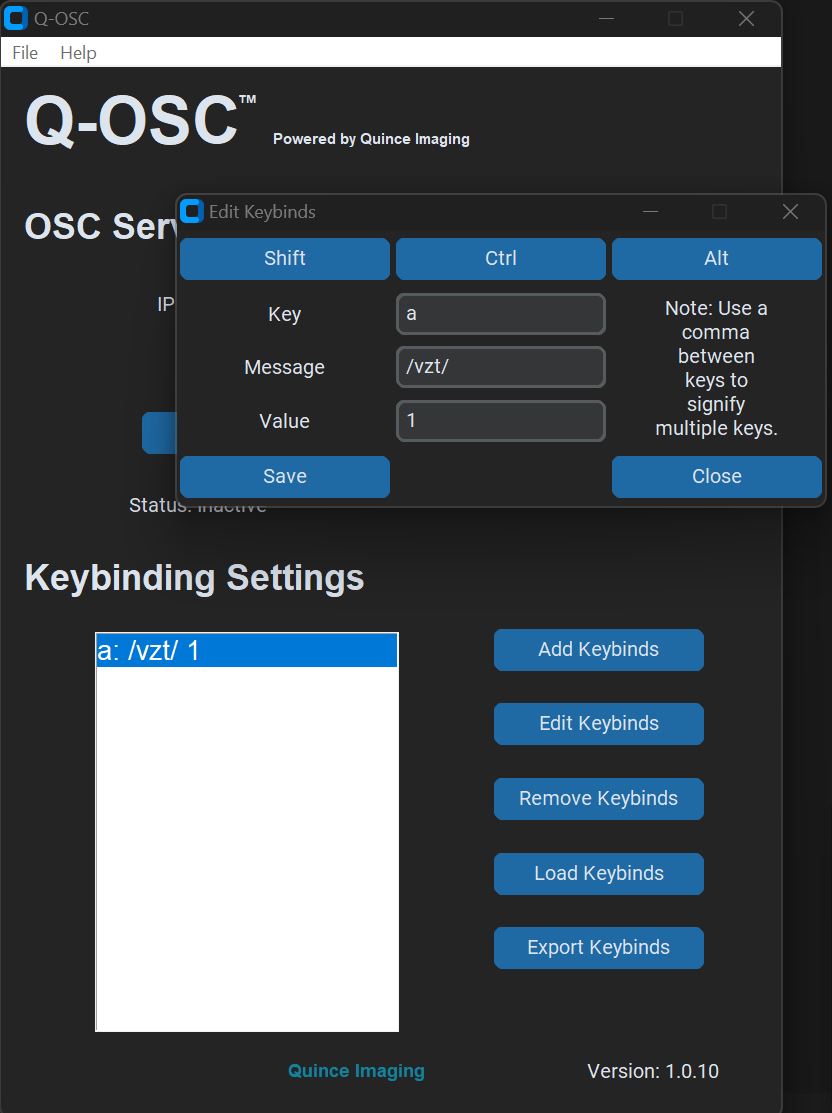 Q-OSC
File Help
Q-OSC™
Powered by Quince Imaging
OSC Serv
Edit Keybinds
Shift Ctrl Alt
IP
Key a
Message /vzt/
Value 1
Note: Use a
comma
between
keys to
signify
multiple keys.
Save Close
Status: Inactive
Keybinding Settings
a: /vzt/ 1
Add Keybinds
Edit Keybinds
Remove Keybinds
Load Keybinds
Export Keybinds
Quince Imaging
Version: 1.0.10